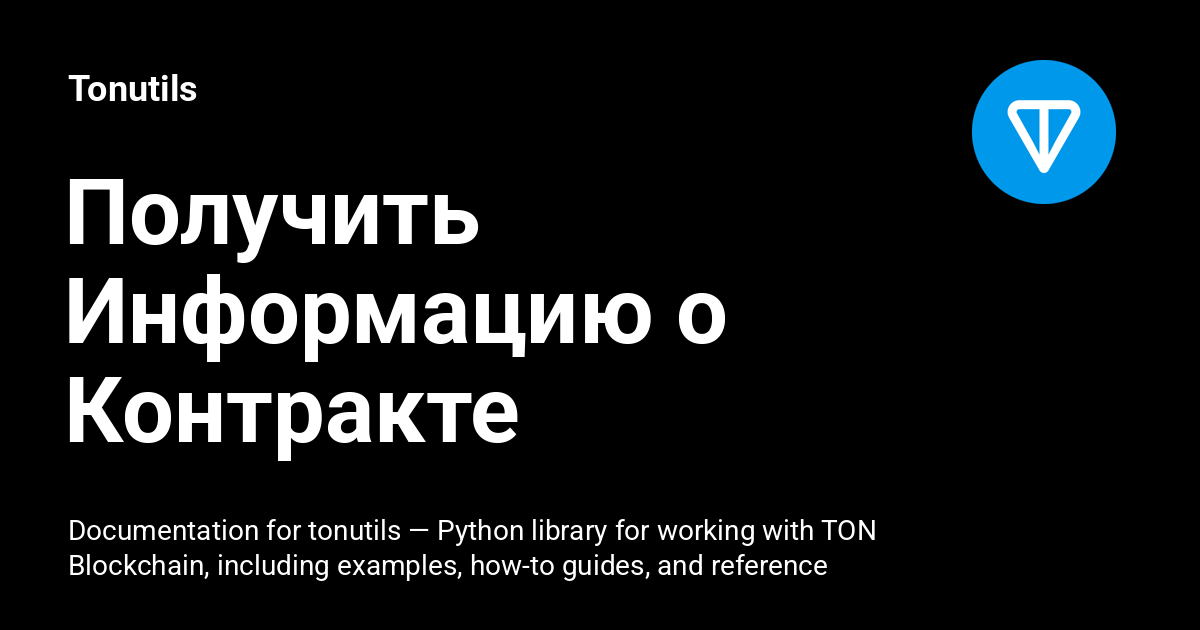 Tonutils
Получить
Информацию о
Контракте
Documentation for tonutils — Python library for working with TON
Blockchain, including examples, how-to guides, and reference